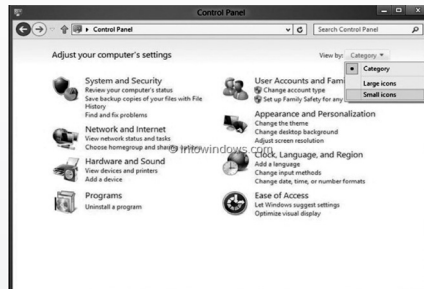 Control Panel
Control Panel
Search Control Panel
Adjust your computer's settings
View by: Category
Category
Large icons
Small icons
System and Security
Review your computer's status
Save backup copies of your files with File
History
Find and fix problems
Network and Internet
View network status and tasks
Choose homegroup and sharing options
Hardware and Sound
View devices and printers
Add a device
Programs
Uninstall a program
User Accounts and Fam
Change account type
Set up Family Safety for any
Appearance and Personalization
Change the theme
Change desktop background
Adjust screen resolution
Clock, Language, and Region
Add a language
Change input methods
Change date, time, or number formats
Ease of Access
Let Windows suggest settings
Optimize visual display
© intowindows.com